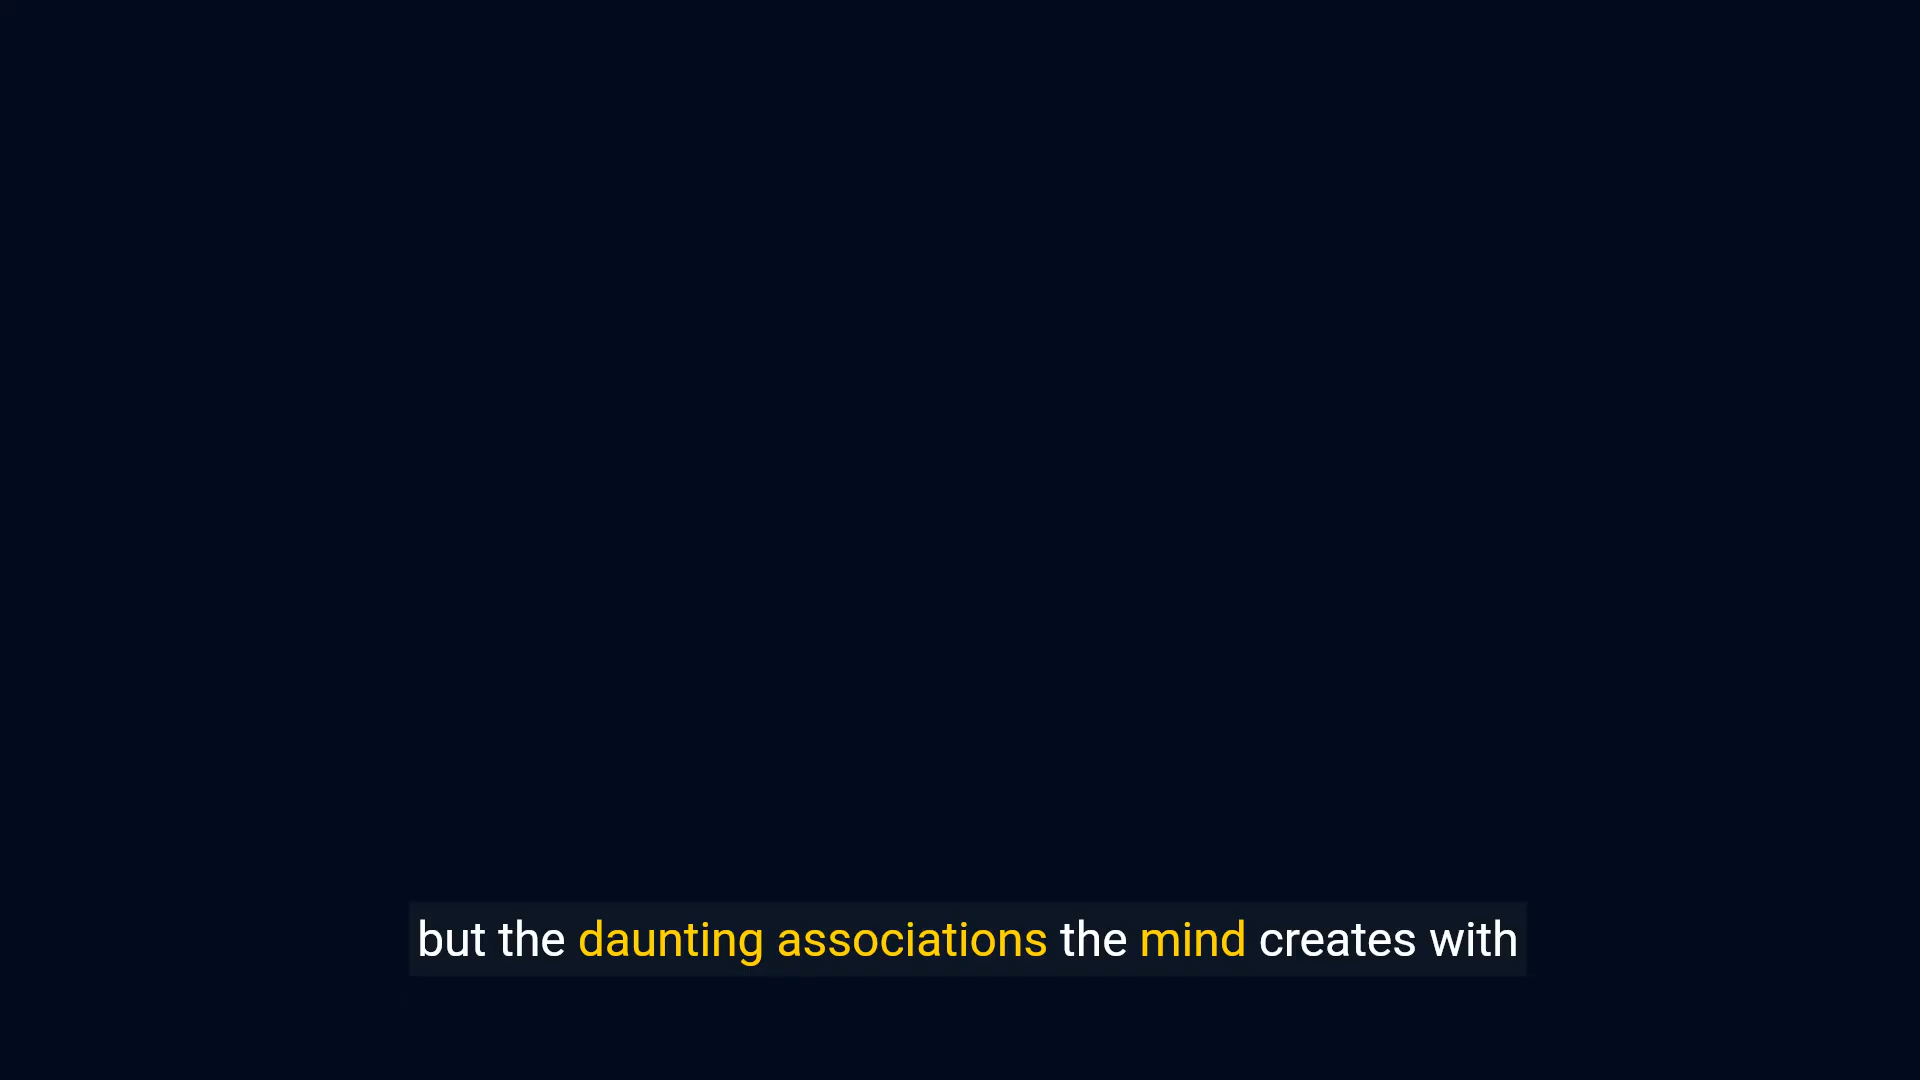 but the daunting associations the mind creates with